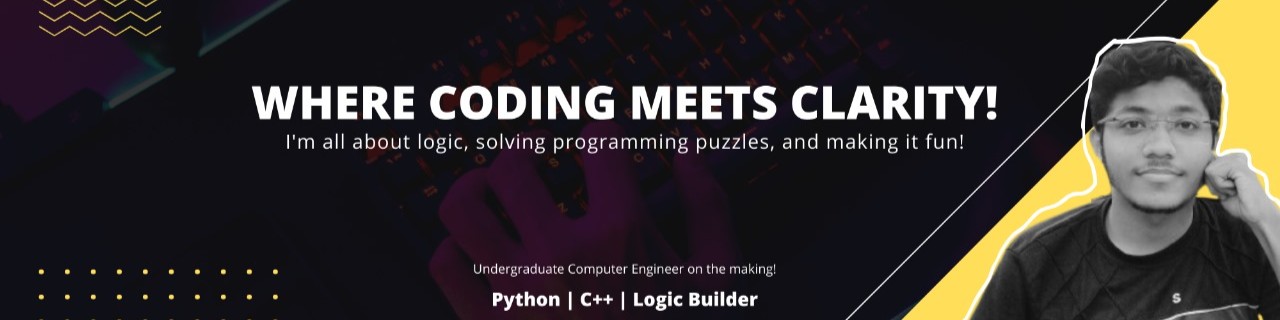 WHERE CODING MEETS CLARITY!
I'm all about logic, solving programming puzzles, and making it fun!
Undergraduate Computer Engineer on the making!
Python | C++ | Logic Builder
S